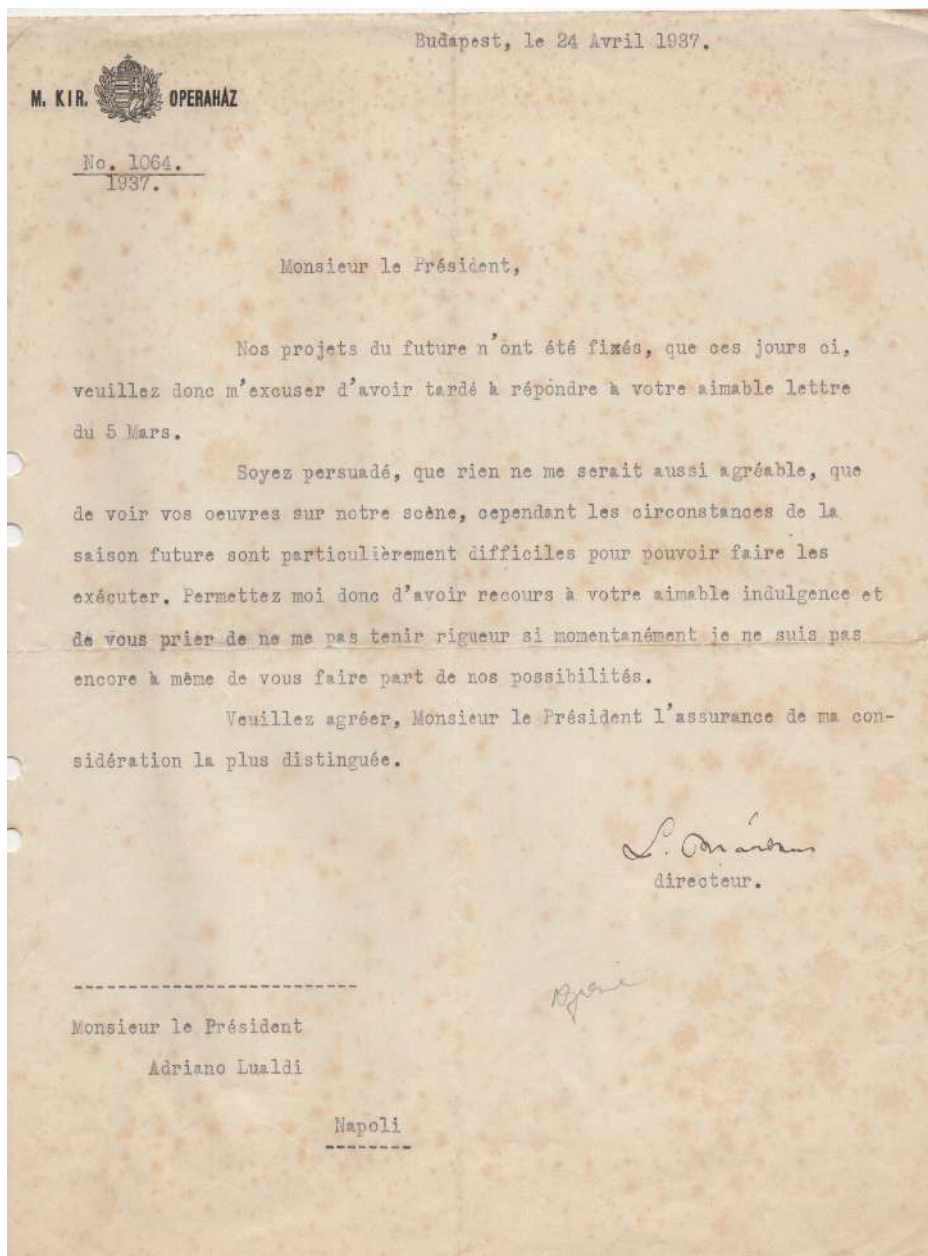 Budapest, le 24 Avril 1937.
M. KIR. OPERAHÁZ
No. 1064.
1937.
Monsieur le Président,
Nos projets du future n'ont été fixés, que ces jours ci,
veuillez donc m'excuser d'avoir tardé à répondre à votre aimable lettre
du 5 Mars.
Soyez persuadé, que rien ne me serait aussi agréable, que
de voir vos oeuvres sur notre scène, cependant les circonstances de la
saison future sont particulièrement difficiles pour pouvoir faire les
exécuter. Permettez moi donc d'avoir recours à votre aimable indulgence et
de vous prier de ne me pas tenir rigueur si momentanément je ne suis pas
encore à même de vous faire part de nos possibilités.
Veuillez agréer, Monsieur le Président l'assurance de ma con-
sidération la plus distinguée.
L.
directeur.
Monsieur le Président
Adriano Lualdi
Napoli